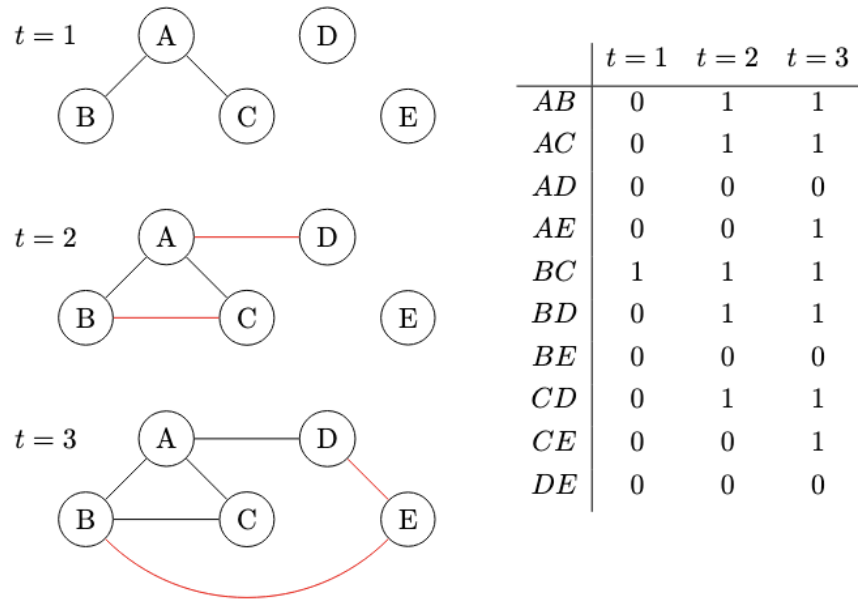 t = 1
A
D
B
C
E
t = 2
A
D
B
C
E
t = 3
A
D
B
C
E
t = 1 t = 2 t = 3
AB 0 1 1
AC 0 1 1
AD 0 0 0
AE 0 0 1
BC 1 1 1
BD 0 1 1
BE 0 0 0
CD 0 1 1
CE 0 0 1
DE 0 0 0